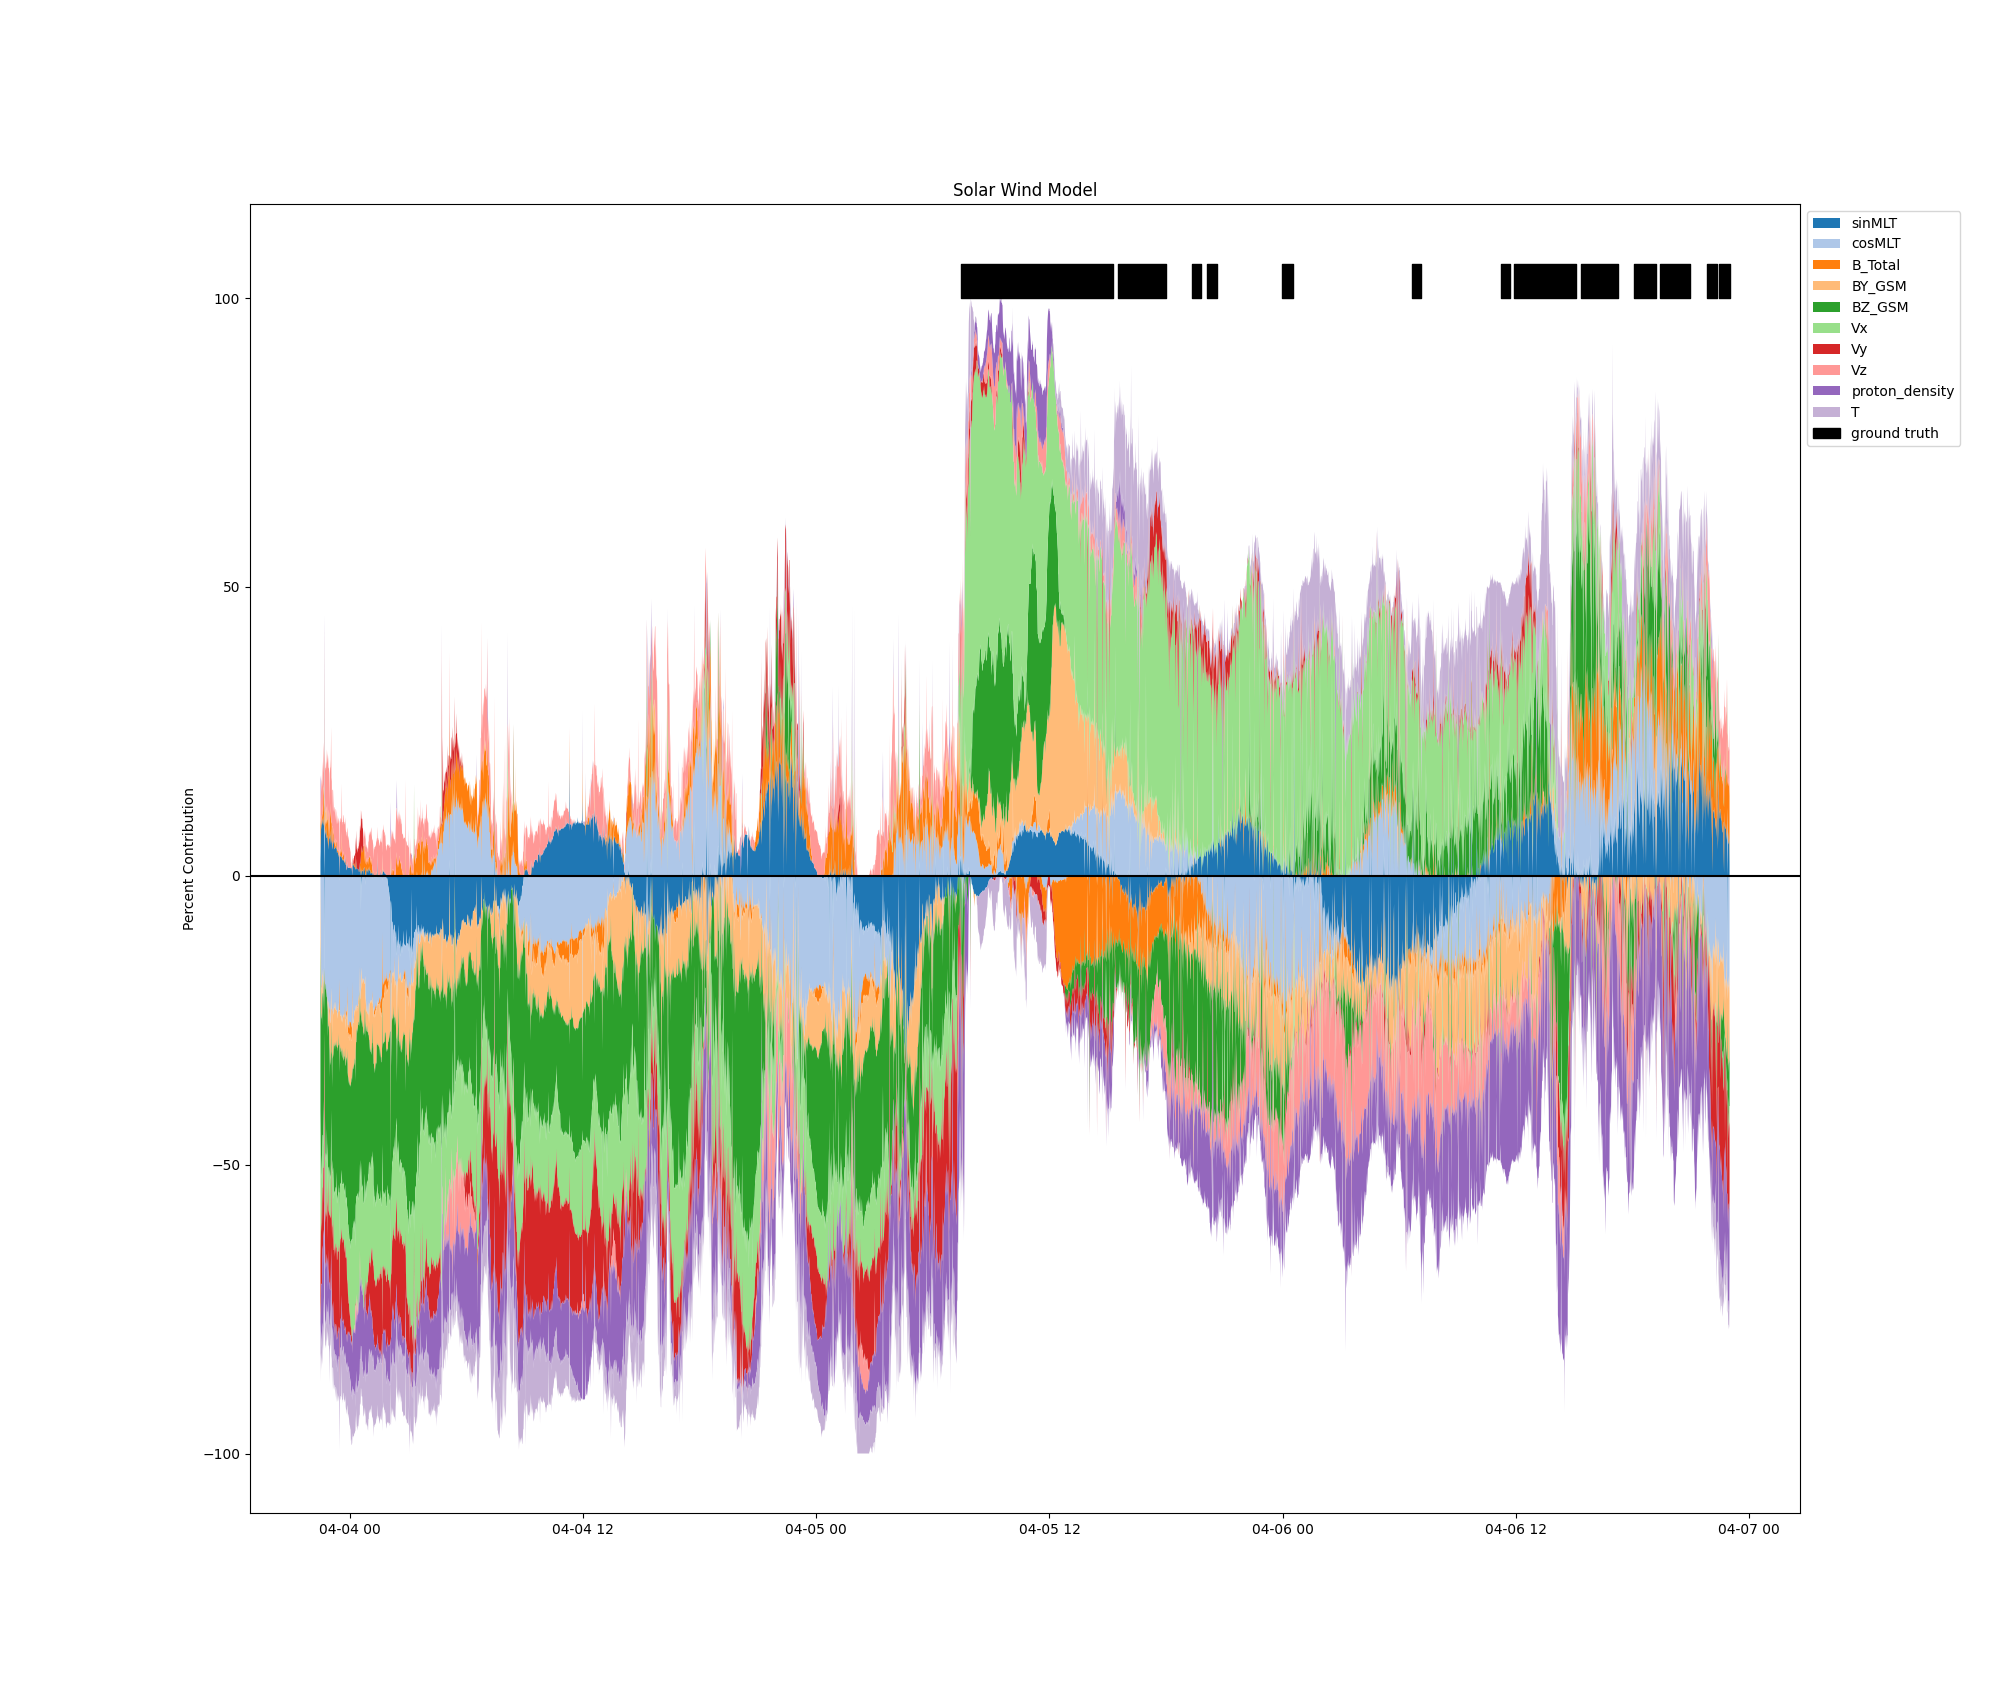 Solar Wind Model
sinMLT
cosMLT
B_Total
BY_GSM
BZ_GSM
Vx
Vy
Vz
proton_density
T
ground truth
Percent Contribution
100
50
0
−50
−100
04-04 00
04-04 12
04-05 00
04-05 12
04-06 00
04-06 12
04-07 00